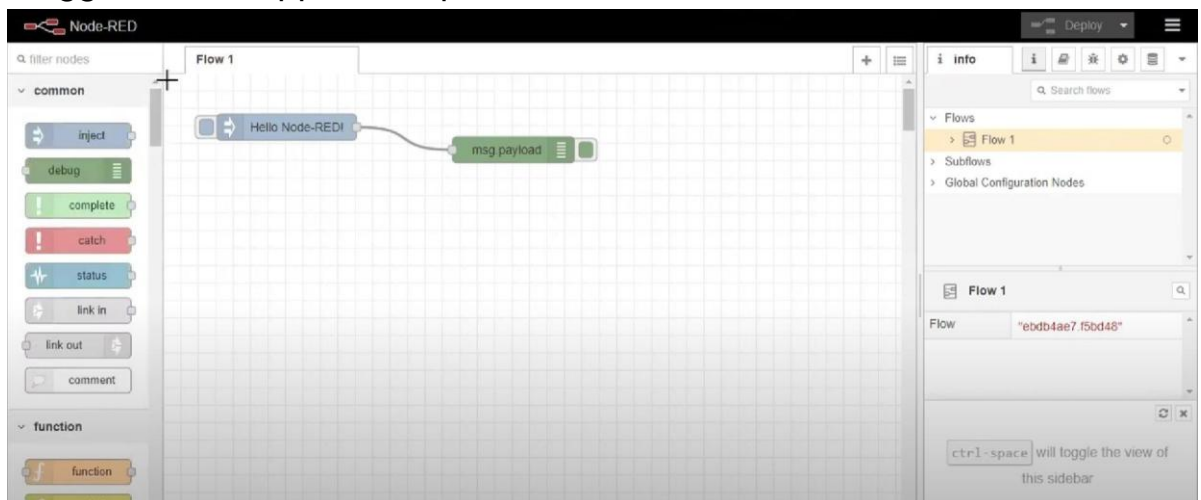 Node-RED
Deploy
filter nodes
Flow 1
i info
Search flows
common
inject
debug
complete
catch
status
link in
link out
comment
function
function
Hello Node-RED!
msg.payload
Flows
Flow 1
Subflows
Global Configuration Nodes
Flow 1
Flow "ebdb4ae7.f5bd48"
ctrl-space will toggle the view of
this sidebar